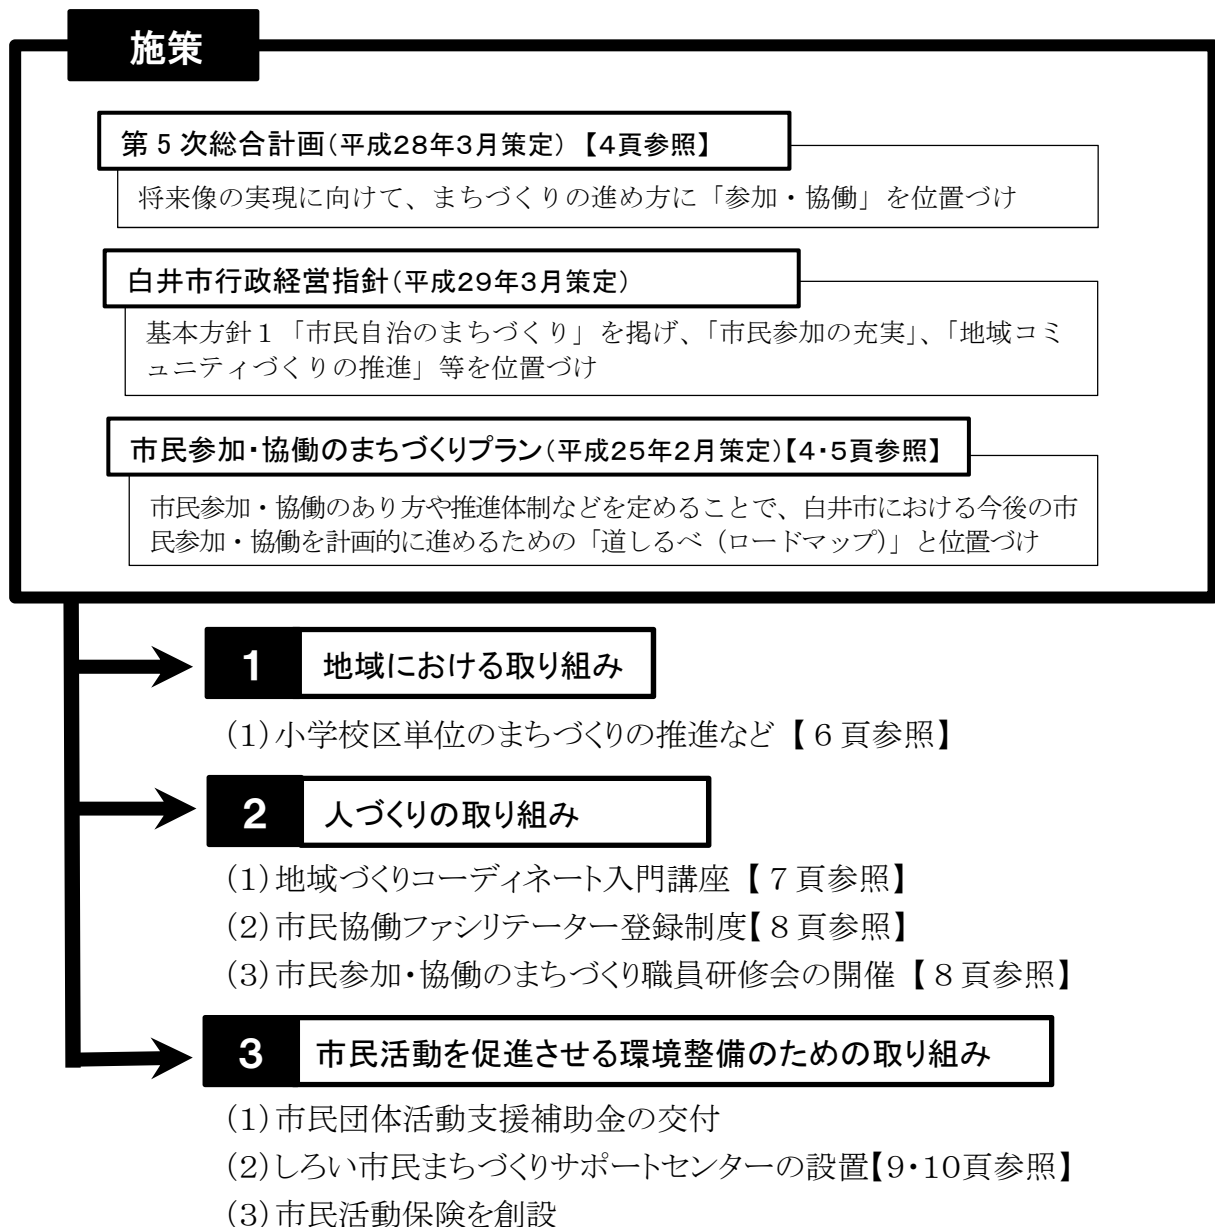 施策
第5次総合計画(平成28年3月策定) 【4頁参照】
将来像の実現に向けて、まちづくりの進め方に「参加・協働」を位置づけ
白井市行政経営指針(平成29年3月策定)
基本方針1「市民自治のまちづくり」を掲げ、「市民参加の充実」、「地域コミ
ュニティづくりの推進」等を位置づけ
市民参加・協働のまちづくりプラン(平成25年2月策定)【4・5頁参照】
市民参加・協働のあり方や推進体制などを定めることで、白井市における今後の市
民参加・協働を計画的に進めるための「道しるべ(ロードマップ)」と位置づけ
1 地域における取り組み
(1)小学校区単位のまちづくりの推進など【6頁参照】
2 人づくりの取り組み
(1)地域づくりコーディネート入門講座【7頁参照】
(2)市民協働ファシリテーター登録制度【8頁参照】
(3)市民参加・協働のまちづくり職員研修会の開催【8頁参照】
3 市民活動を促進させる環境整備のための取り組み
(1)市民団体活動支援補助金の交付
(2)しろい市民まちづくりサポートセンターの設置【9・10頁参照】
(3)市民活動保険を創設